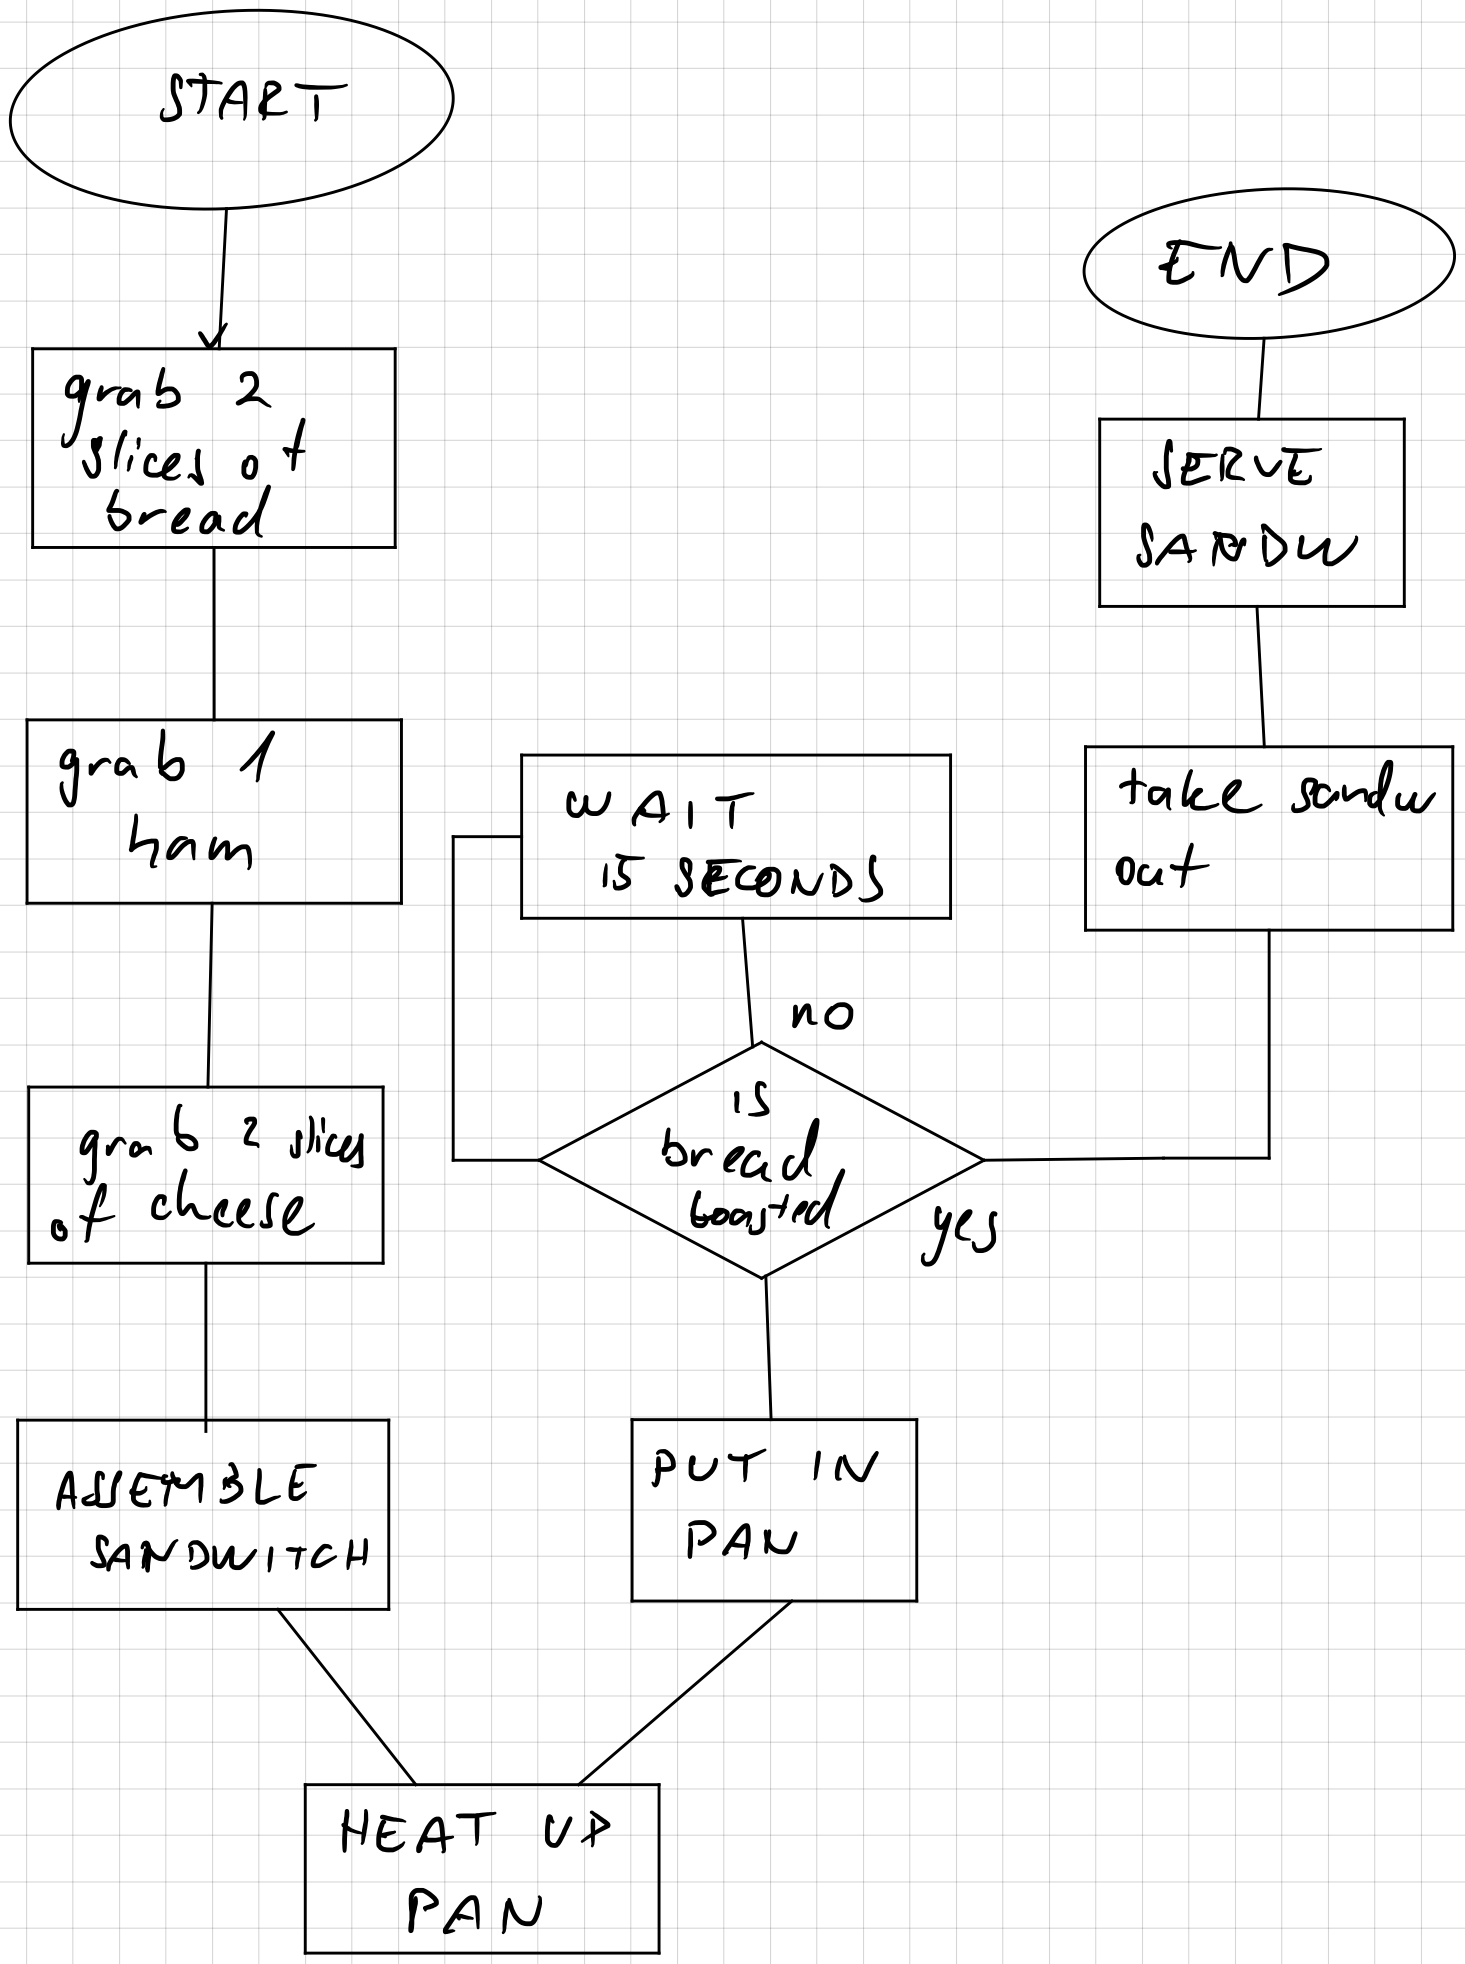 START
grab 2
slices of
bread
grab 1
ham
grab 2 slices
of cheese
ASSEMBLE
SANDWITCH
HEAT UP
PAN
PUT IN
PAN
is
bread
toasted
no
WAIT
15 SECONDS
yes
take sandw
out
SERVE
SANDW
END